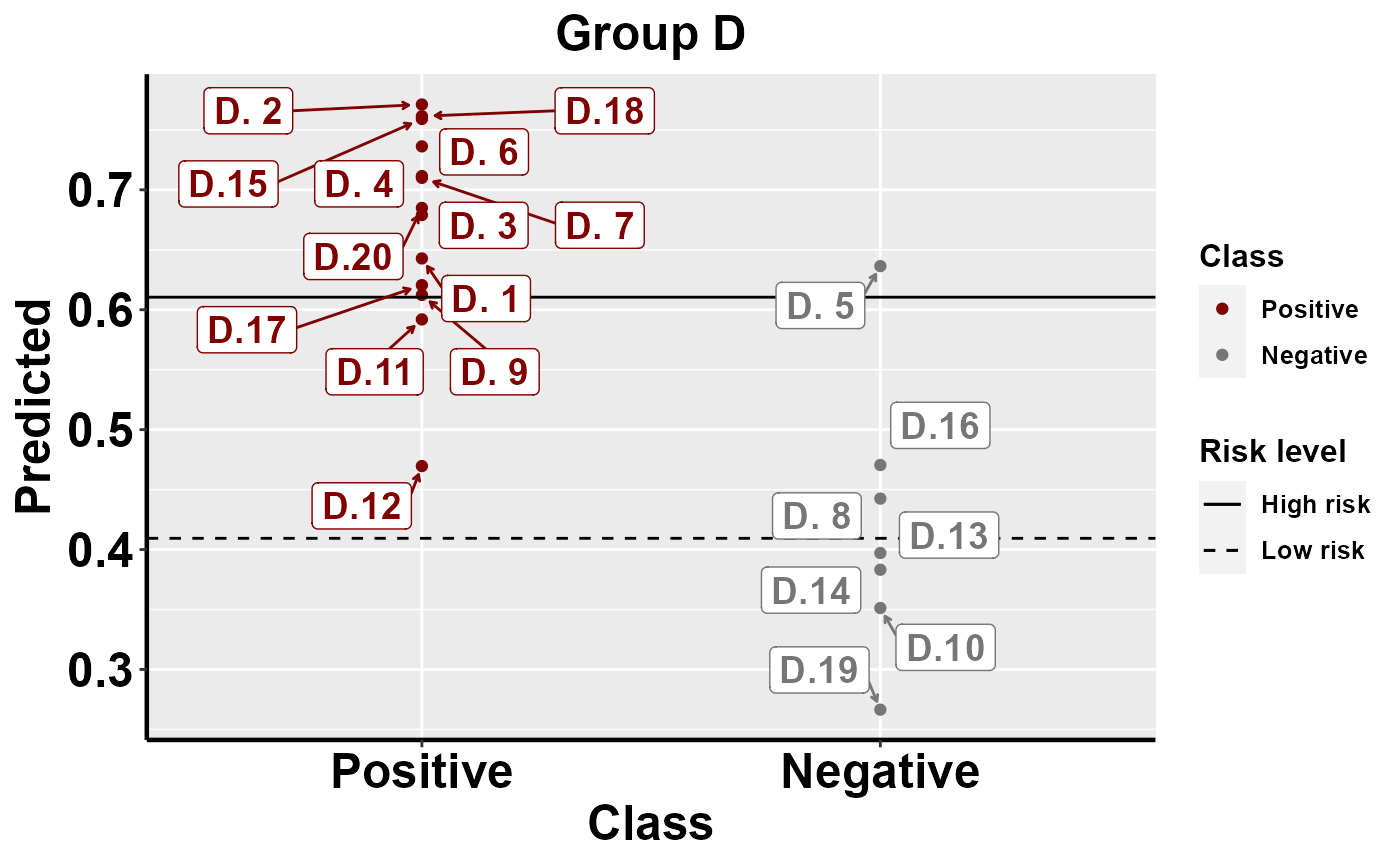 Group D
Predicted
0.7
0.6
0.5
0.4
0.3
D. 2
D.18
D. 6
D.15
D. 4
D. 3
D. 7
D.20
D. 1
D.17
D.11
D. 9
D.12
D. 5
D.16
D. 8
D.13
D.14
D.10
D.19
Positive
Negative
Class
Class
Positive
Negative
Risk level
High risk
Low risk